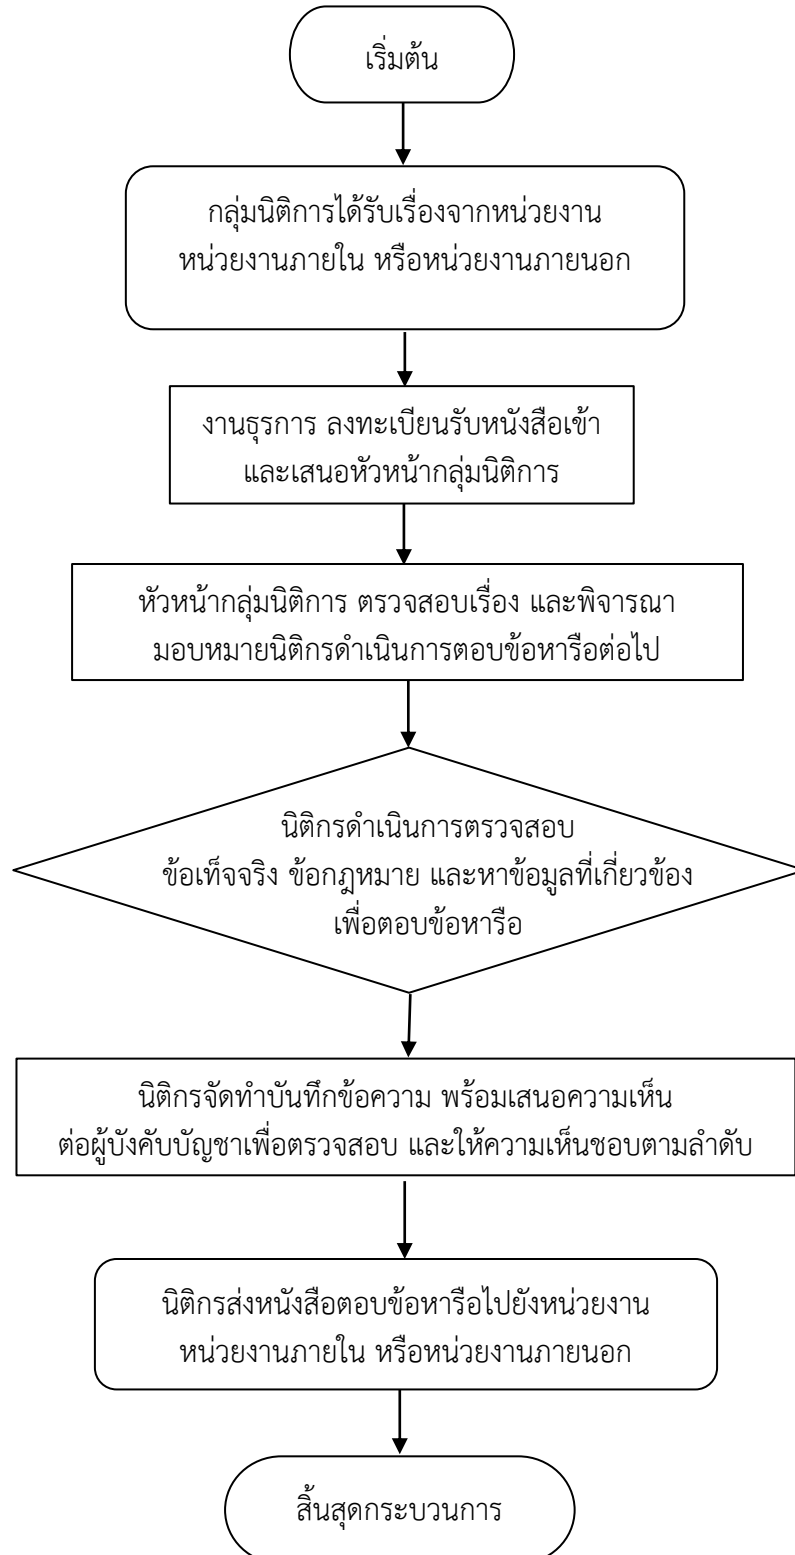 เริ่มต้น
กลุ่มนิติการได้รับเรื่องจากหน่วยงาน
หน่วยงานภายใน หรือหน่วยงานภายนอก
งานธุรการ ลงทะเบียนรับหนังสือเข้า
และเสนอหัวหน้ากลุ่มนิติการ
หัวหน้ากลุ่มนิติการ ตรวจสอบเรื่อง และพิจารณา
มอบหมายนิติกรดำเนินการตอบข้อหารือต่อไป
นิติกรดำเนินการตรวจสอบ
ข้อเท็จจริง ข้อกฎหมาย และหาข้อมูลที่เกี่ยวข้อง
เพื่อตอบข้อหารือ
นิติกรจัดทำบันทึกข้อความ พร้อมเสนอความเห็น
ต่อผู้บังคับบัญชาเพื่อตรวจสอบ และให้ความเห็นชอบตามลำดับ
นิติกรส่งหนังสือตอบข้อหารือไปยังหน่วยงาน
หน่วยงานภายใน หรือหน่วยงานภายนอก
สิ้นสุดกระบวนการ